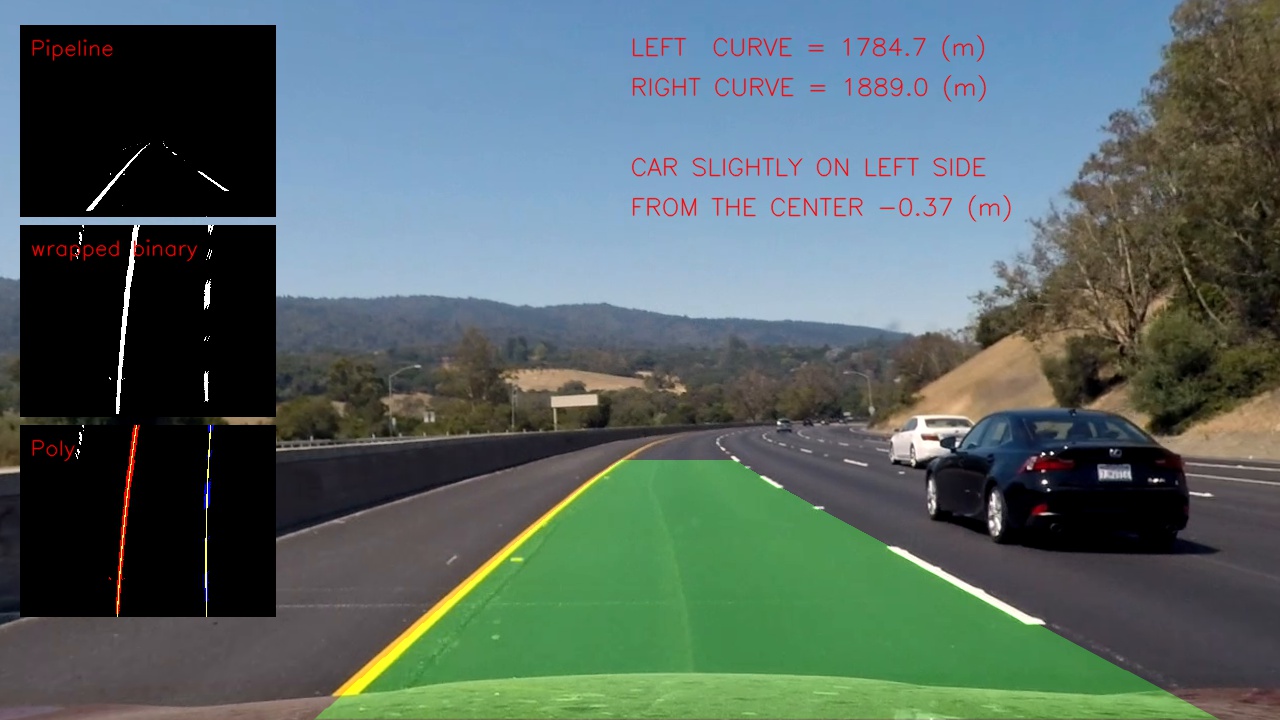 Pipeline
wrapped binary
Poly
LEFT CURVE = 1784.7 (m)
RIGHT CURVE = 1889.0 (m)
CAR SLIGHTLY ON LEFT SIDE
FROM THE CENTER −0.37 (m)